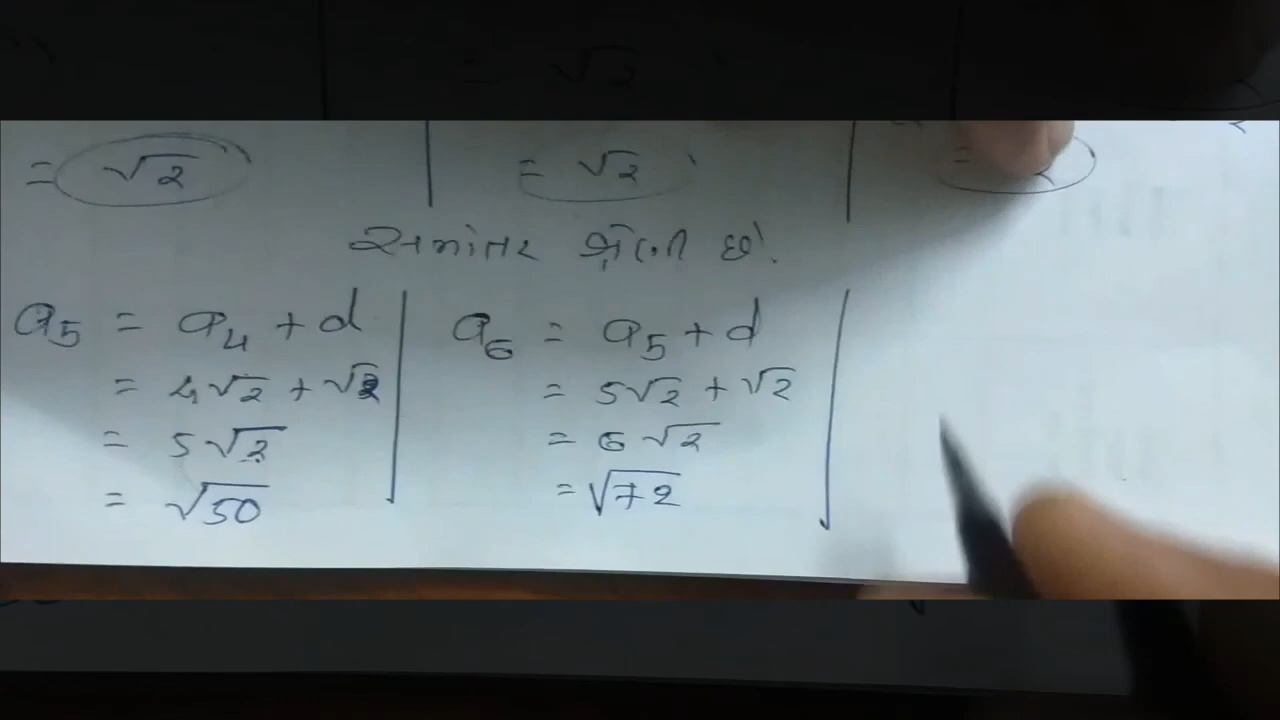 = √2 = √2 =
સમાંતર શ્રેણી છે.
a₅ = a₄ + d
= 4√2 + √2
= 5√2
= √50
a₆ = a₅ + d
= 5√2 + √2
= 6√2
= √72